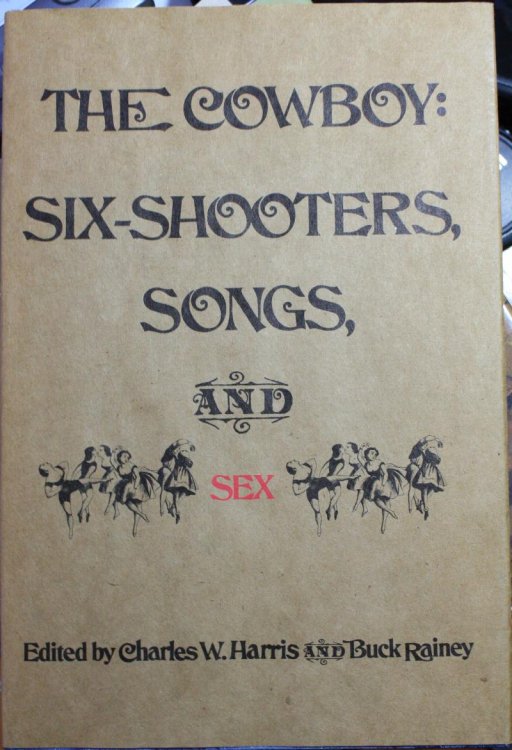 THE COWBOY:
SIX-SHOOTERS,
SONGS,
AND
SEX
Edited by Charles W. Harris AND Buck Rainey